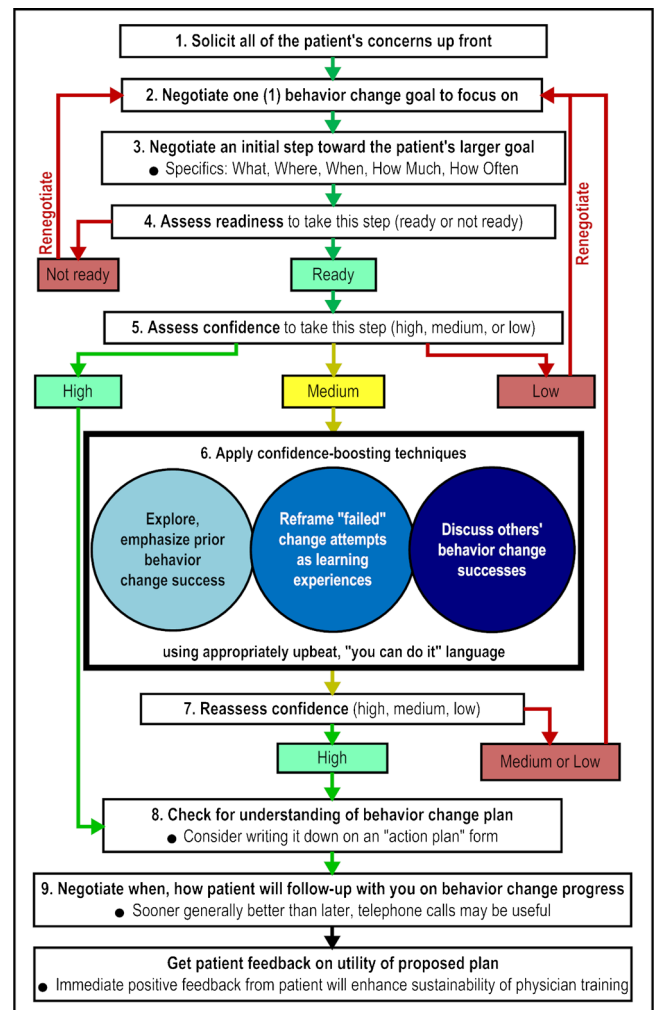 1. Solicit all of the patient's concerns up front
2. Negotiate one (1) behavior change goal to focus on
3. Negotiate an initial step toward the patient's larger goal
● Specifics: What, Where, When, How Much, How Often
Renegotiate
Renegotiate
4. Assess readiness to take this step (ready or not ready)
Not ready
Ready
5. Assess confidence to take this step (high, medium, or low)
High
Medium
Low
6. Apply confidence-boosting techniques
Explore,
emphasize prior
behavior
change success
Reframe "failed"
change attempts
as learning
experiences
Discuss others'
behavior change
successes
using appropriately upbeat, "you can do it" language
7. Reassess confidence (high, medium, low)
High
Medium or Low
8. Check for understanding of behavior change plan
● Consider writing it down on an "action plan" form
9. Negotiate when, how patient will follow-up with you on behavior change progress
● Sooner generally better than later, telephone calls may be useful
Get patient feedback on utility of proposed plan
● Immediate positive feedback from patient will enhance sustainability of physician training